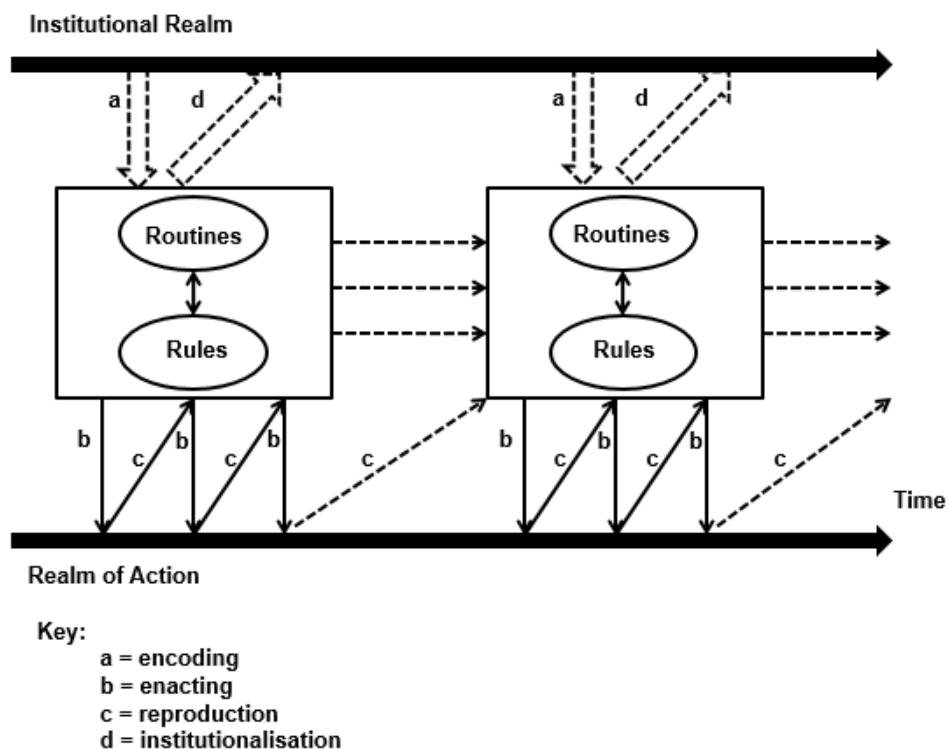 Institutional Realm
a d a d
Routines Routines
Rules Rules
b c b c b c b c b c b c
Time
Realm of Action
Key:
a = encoding
b = enacting
c = reproduction
d = institutionalisation